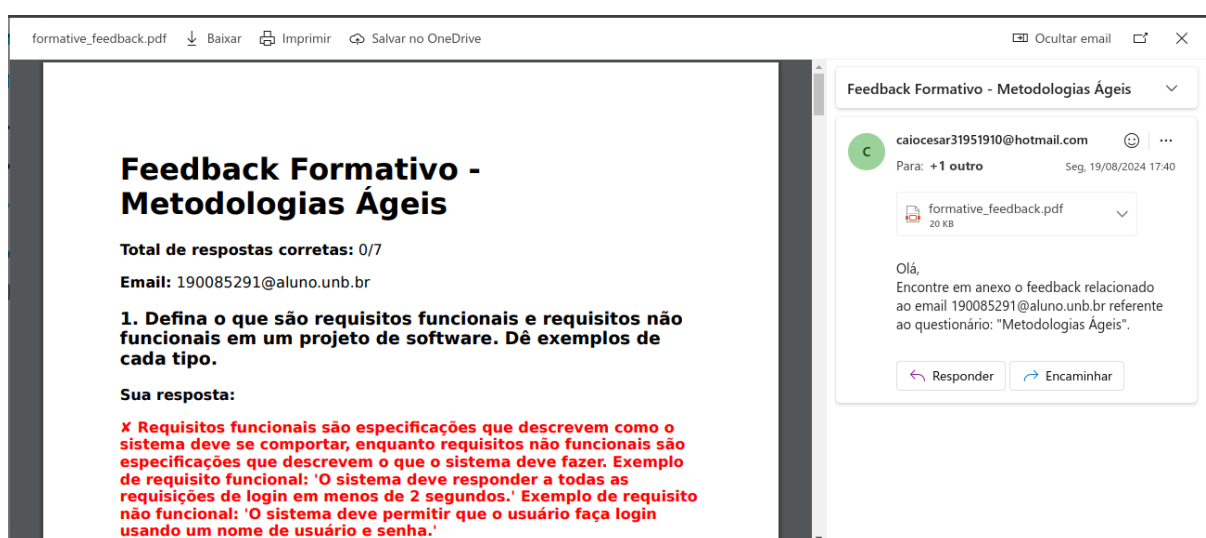 formative_feedback.pdf Baixar Imprimir Salvar no OneDrive Ocultar email
Feedback Formativo -
Metodologias Ágeis
Total de respostas corretas: 0/7
Email: 190085291@aluno.unb.br
1. Defina o que são requisitos funcionais e requisitos não
funcionais em um projeto de software. Dê exemplos de
cada tipo.
Sua resposta:
✘ Requisitos funcionais são especificações que descrevem como o
sistema deve se comportar, enquanto requisitos não funcionais são
especificações que descrevem o que o sistema deve fazer. Exemplo
de requisito funcional: 'O sistema deve responder a todas as
requisições de login em menos de 2 segundos.' Exemplo de requisito
não funcional: 'O sistema deve permitir que o usuário faça login
usando um nome de usuário e senha.'
Feedback Formativo - Metodologias Ágeis
C
caiocesar31951910@hotmail.com
Para: +1 outro Seg, 19/08/2024 17:40
formative_feedback.pdf
20 KB
Olá,
Encontre em anexo o feedback relacionado
ao email 190085291@aluno.unb.br referente
ao questionário: "Metodologias Ágeis".
Responder Encaminhar